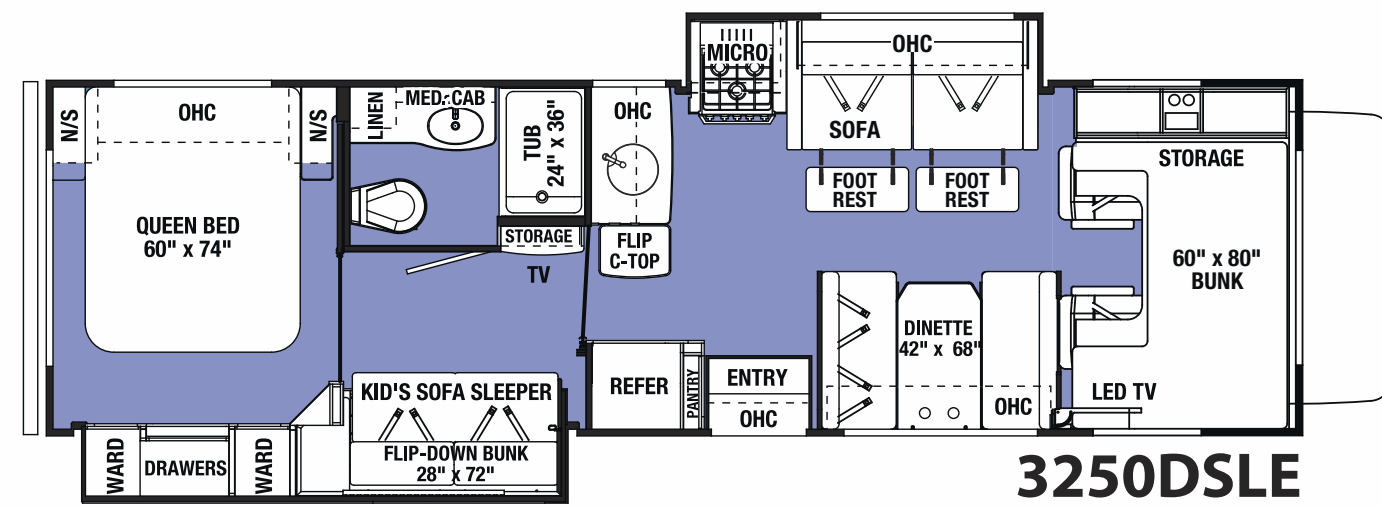 N/S
OHC
N/S
QUEEN BED
60" x 74"
WARD
DRAWERS
WARD
LINEN
MED. CAB
TUB
24" x 36"
STORAGE
TV
KID'S SOFA SLEEPER
FLIP-DOWN BUNK
28" x 72"
OHC
FLIP
C-TOP
REFER
PANTRY
ENTRY
OHC
MICRO
OHC
SOFA
FOOT
REST
FOOT
REST
DINETTE
42" x 68"
OHC
STORAGE
60" x 80"
BUNK
LED TV
3250DSLE